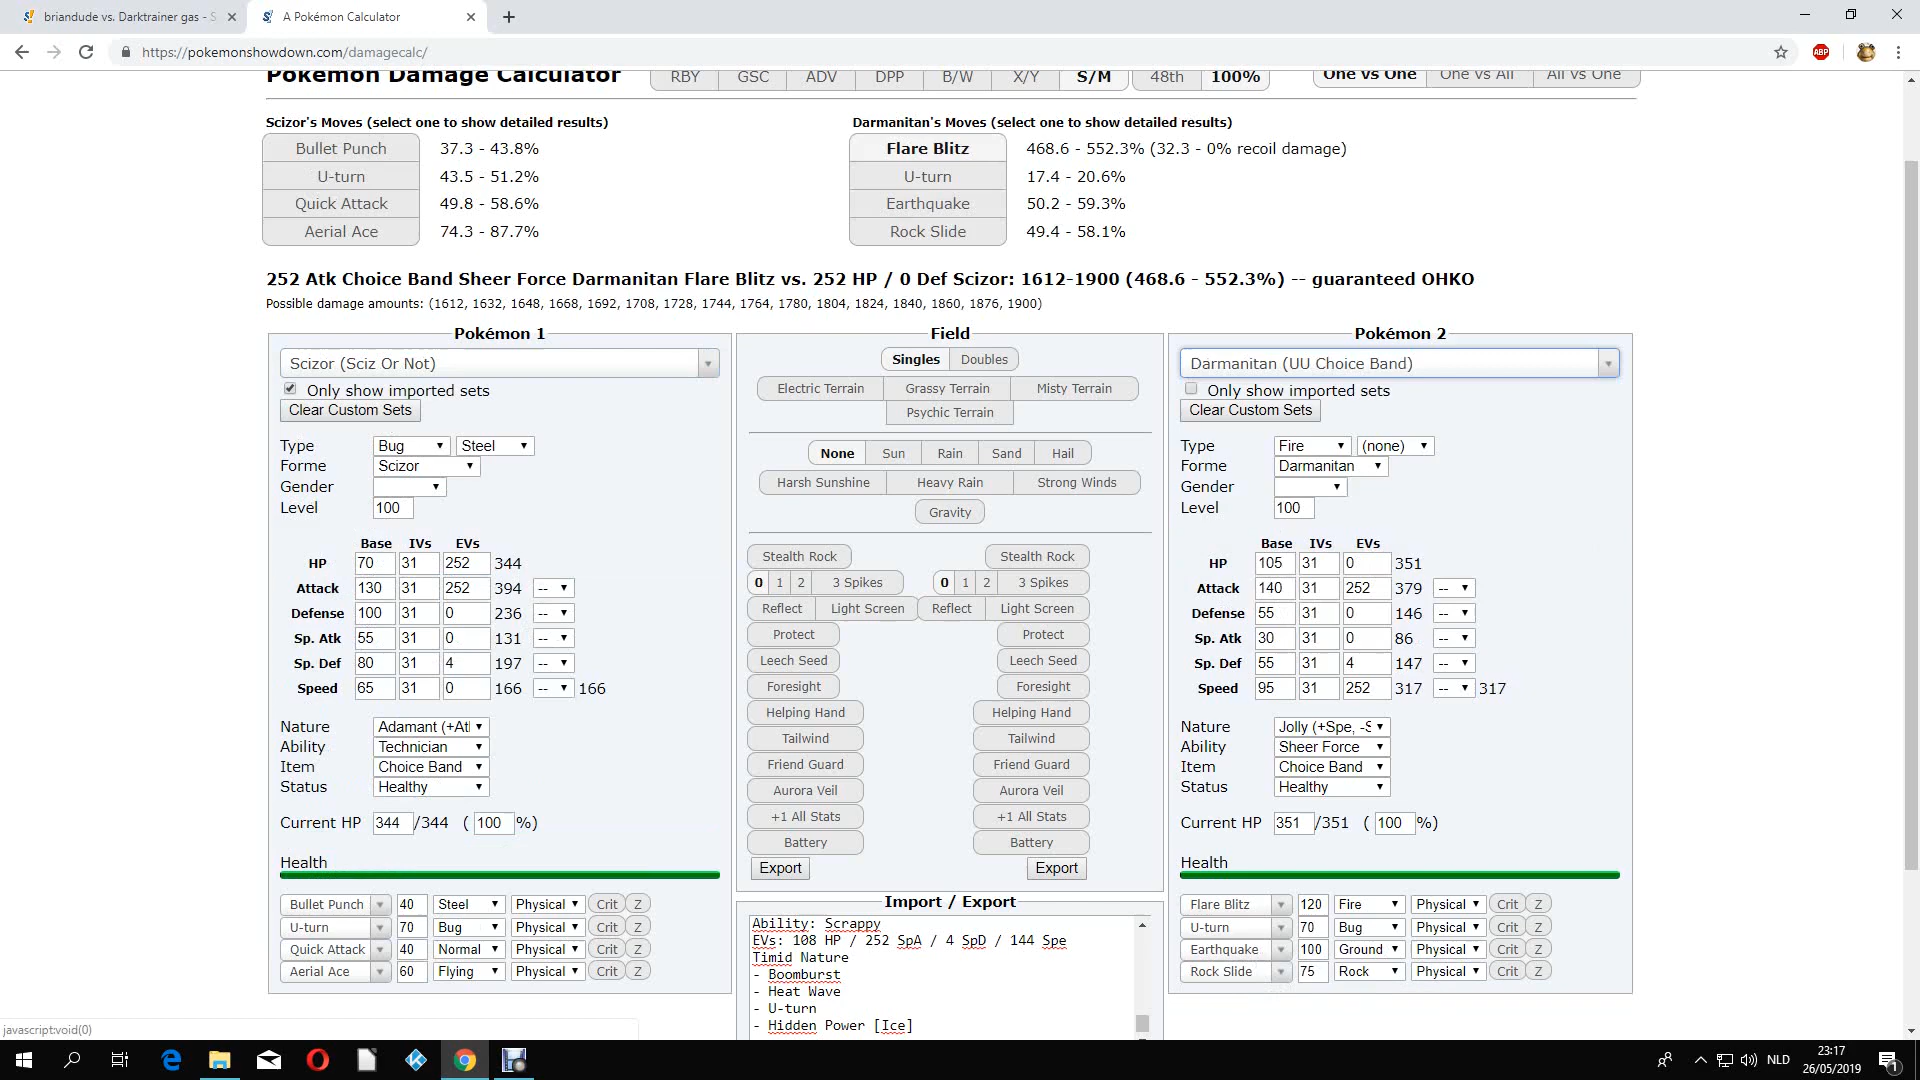 briandude vs. Darktrainer gas - S
A Pokémon Calculator
https://pokemonshowdown.com/damagecalc/
ABP
Pokémon Damage Calculator
RBY GSC ADV DPP B/W X/Y S/M 48th 100% One vs One One vs All All vs One
Scizor's Moves (select one to show detailed results)
Bullet Punch 37.3 - 43.8%
U-turn 43.5 - 51.2%
Quick Attack 49.8 - 58.6%
Aerial Ace 74.3 - 87.7%
Darmanitan's Moves (select one to show detailed results)
Flare Blitz 468.6 - 552.3% (32.3 - 0% recoil damage)
U-turn 17.4 - 20.6%
Earthquake 50.2 - 59.3%
Rock Slide 49.4 - 58.1%
252 Atk Choice Band Sheer Force Darmanitan Flare Blitz vs. 252 HP / 0 Def Scizor: 1612-1900 (468.6 - 552.3%) -- guaranteed OHKO
Possible damage amounts: (1612, 1632, 1648, 1668, 1692, 1708, 1728, 1744, 1764, 1780, 1804, 1824, 1840, 1860, 1876, 1900)
Pokémon 1
Scizor (Sciz Or Not)
Only show imported sets
Clear Custom Sets
Type Bug Steel
Forme Scizor
Gender
Level 100
Base IVs EVs
HP 70 31 252 344
Attack 130 31 252 394 --
Defense 100 31 0 236 --
Sp. Atk 55 31 0 131 --
Sp. Def 80 31 4 197 --
Speed 65 31 0 166 -- 166
Nature Adamant (+Atl
Ability Technician
Item Choice Band
Status Healthy
Current HP 344 /344 ( 100 %)
Health
Bullet Punch 40 Steel Physical Crit Z
U-turn 70 Bug Physical Crit Z
Quick Attack 40 Normal Physical Crit Z
Aerial Ace 60 Flying Physical Crit Z
Field
Singles Doubles
Electric Terrain Grassy Terrain Misty Terrain
Psychic Terrain
None Sun Rain Sand Hail
Harsh Sunshine Heavy Rain Strong Winds
Gravity
Stealth Rock Stealth Rock
0 1 2 3 Spikes 0 1 2 3 Spikes
Reflect Light Screen Reflect Light Screen
Protect Protect
Leech Seed Leech Seed
Foresight Foresight
Helping Hand Helping Hand
Tailwind Tailwind
Friend Guard Friend Guard
Aurora Veil Aurora Veil
+1 All Stats +1 All Stats
Battery Battery
Export Export
Import / Export
Ability: Scrappy
EVs: 108 HP / 252 SpA / 4 SpD / 144 Spe
Timid Nature
- Boomburst
- Heat Wave
- U-turn
- Hidden Power [Ice]
Pokémon 2
Darmanitan (UU Choice Band)
Only show imported sets
Clear Custom Sets
Type Fire (none)
Forme Darmanitan
Gender
Level 100
Base IVs EVs
HP 105 31 0 351
Attack 140 31 252 379 --
Defense 55 31 0 146 --
Sp. Atk 30 31 0 86 --
Sp. Def 55 31 4 147 --
Speed 95 31 252 317 -- 317
Nature Jolly (+Spe, -S
Ability Sheer Force
Item Choice Band
Status Healthy
Current HP 351 /351 ( 100 %)
Health
Flare Blitz 120 Fire Physical Crit Z
U-turn 70 Bug Physical Crit Z
Earthquake 100 Ground Physical Crit Z
Rock Slide 75 Rock Physical Crit Z
javascript:void(0)
NLD
23:17
26/05/2019
1